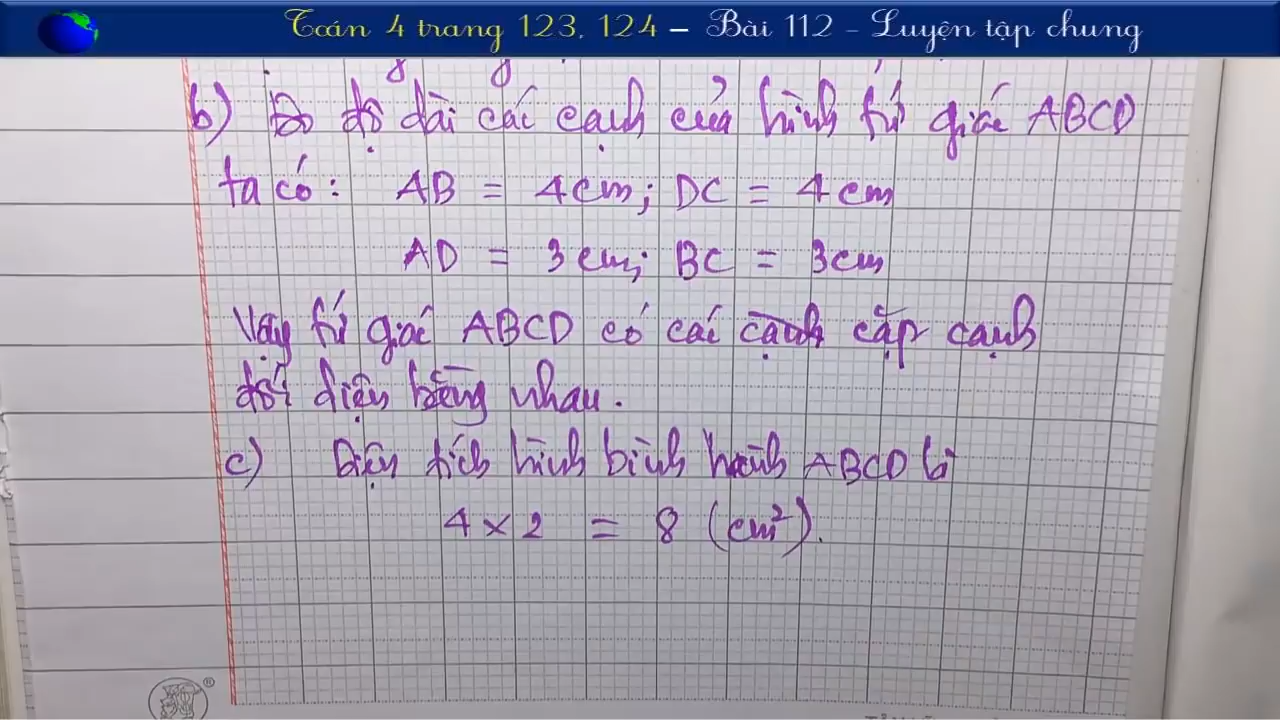 Toán 4 trang 123, 124 – Bài 112 – Luyện tập chung
b) Đo độ dài các cạnh của hình tứ giác ABCD
ta có: AB = 4cm; DC = 4cm
AD = 3cm; BC = 3cm
Vậy tứ giác ABCD có các cạnh cặp cạnh
đối diện bằng nhau.
c) Diện tích hình bình hành ABCD là
4 × 2 = 8 (cm²).